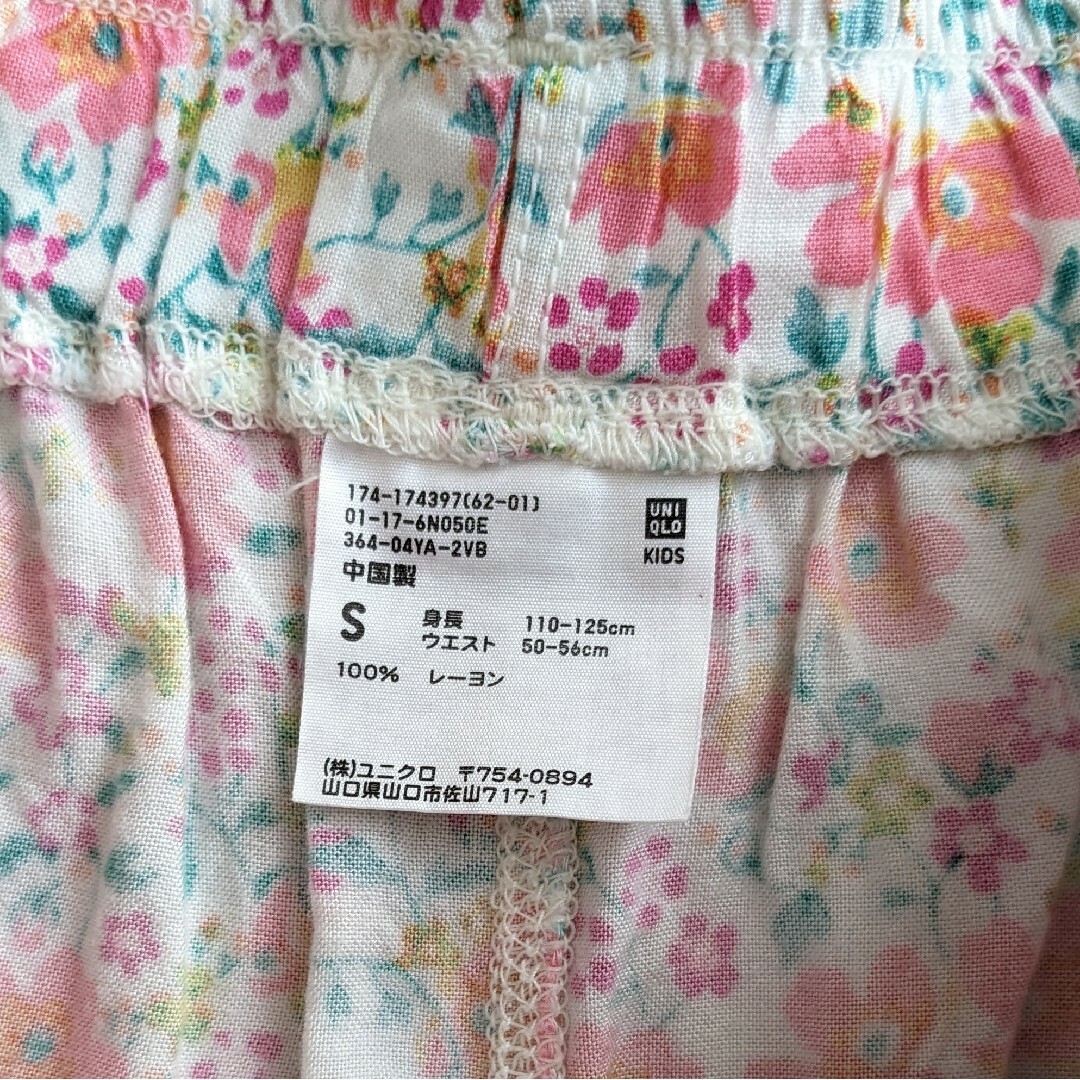 174-174397(62-01)
01-17-6N050E
364-04YA-2VB
中国製
UNI
QLO
KIDS
S 身長 110-125cm
ウエスト 50-56cm
100% レーヨン
(株)ユニクロ 〒754-0894
山口県山口市佐山717-1